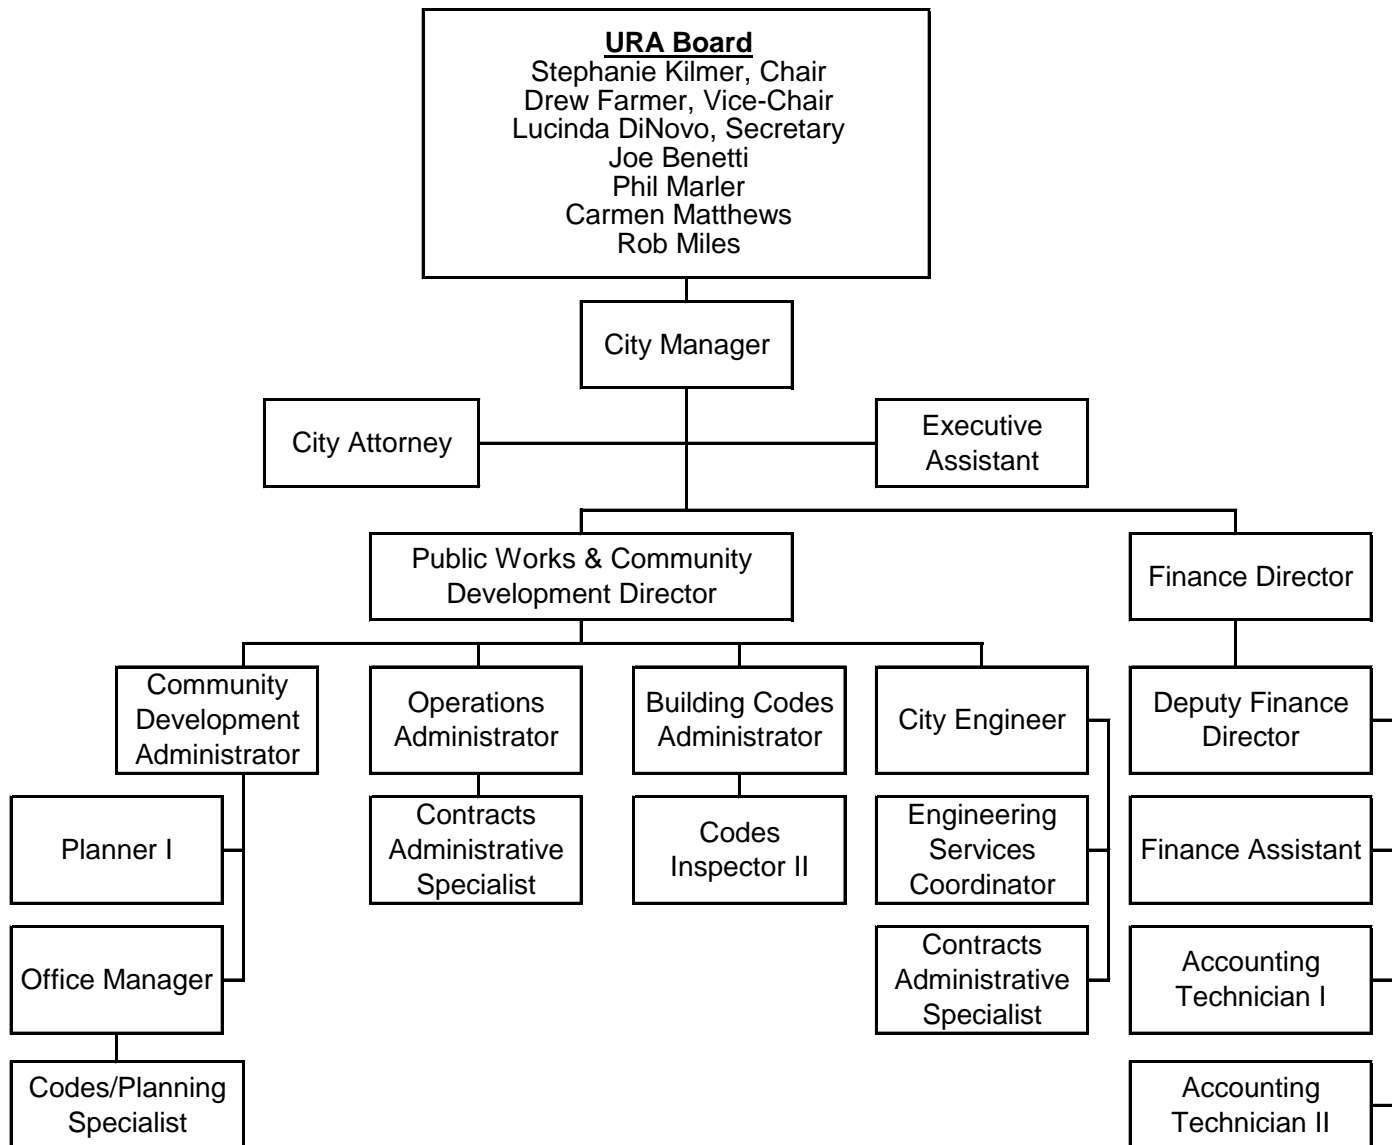 URA Board
Stephanie Kilmer, Chair
Drew Farmer, Vice-Chair
Lucinda DiNovo, Secretary
Joe Benetti
Phil Marler
Carmen Matthews
Rob Miles
City Manager
City Attorney
Executive
Assistant
Public Works & Community
Development Director
Finance Director
Community
Development
Administrator
Operations
Administrator
Building Codes
Administrator
City Engineer
Deputy Finance
Director
Planner I
Contracts
Administrative
Specialist
Codes
Inspector II
Engineering
Services
Coordinator
Finance Assistant
Office Manager
Contracts
Administrative
Specialist
Accounting
Technician I
Codes/Planning
Specialist
Accounting
Technician II